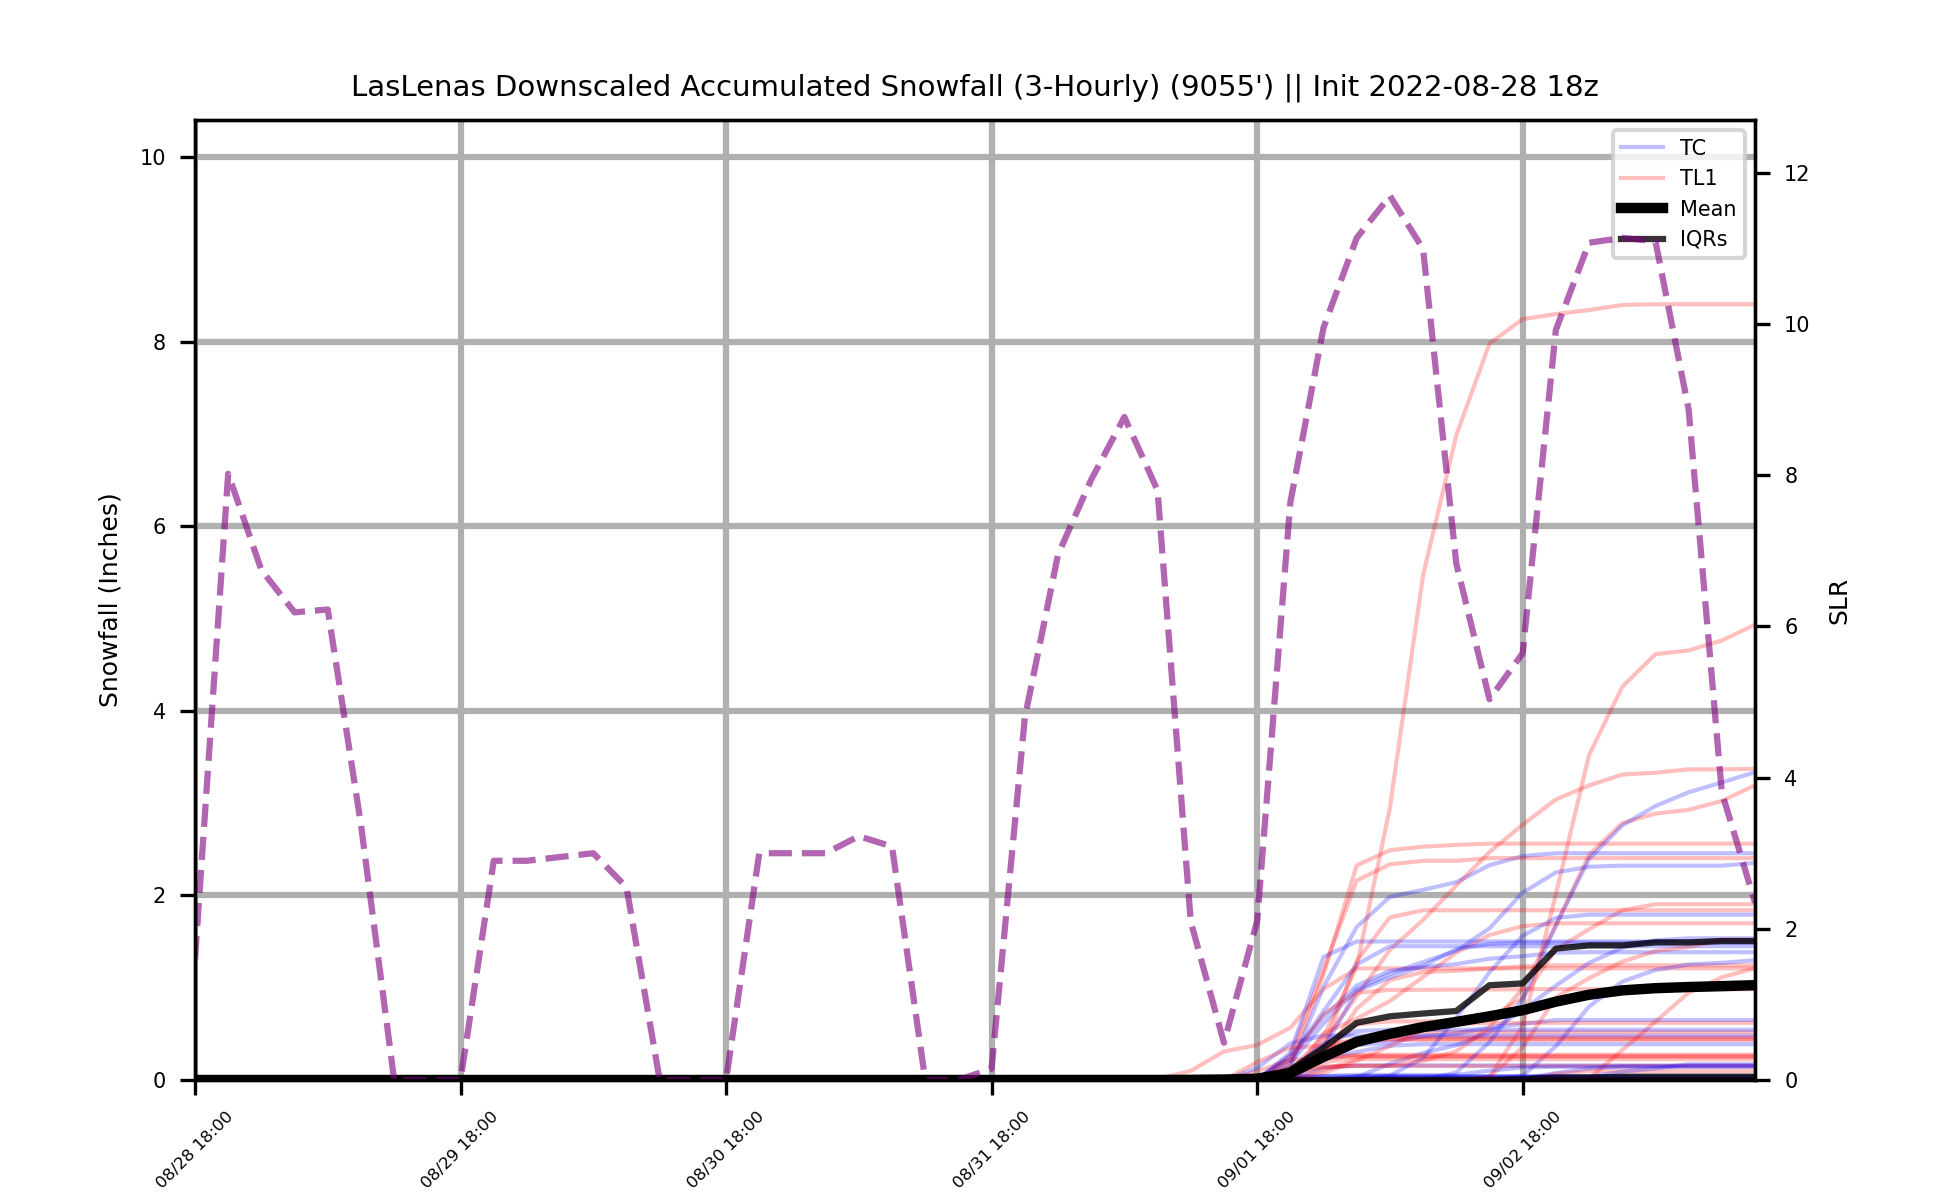 LasLenas Downscaled Accumulated Snowfall (3-Hourly) (9055') || Init 2022-08-28 18z
TC
TL1
Mean
IQRs
Snowfall (Inches)
10
8
6
4
2
0
SLR
12
10
8
6
4
2
0
08/28 18:00
08/29 18:00
08/30 18:00
08/31 18:00
09/01 18:00
09/02 18:00